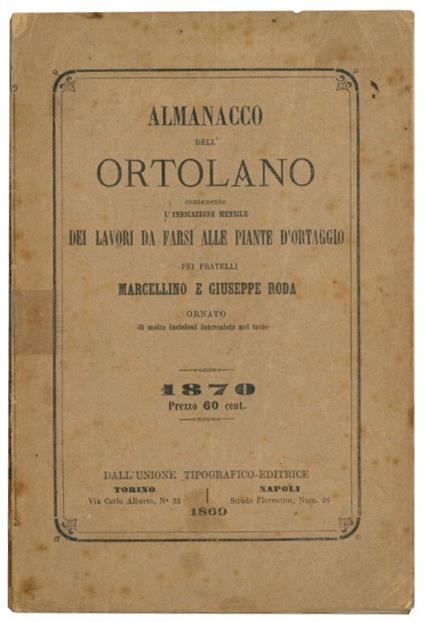 ALMANACCO
DELL'
ORTOLANO
contenente
L'INDICAZIONE MENSILE
DEI LAVORI DA FARSI ALLE PIANTE D'ORTAGGIO
PEI FRATELLI
MARCELLINO E GIUSEPPE RODA
ORNATO
di molte incisioni intercalate nel testo
1870
Prezzo 60 cent.
DALL'UNIONE TIPOGRAFICO-EDITRICE
TORINO NAPOLI
Via Carlo Alberto, Nº 33 Strada Fiorentini, Num. 20
1869